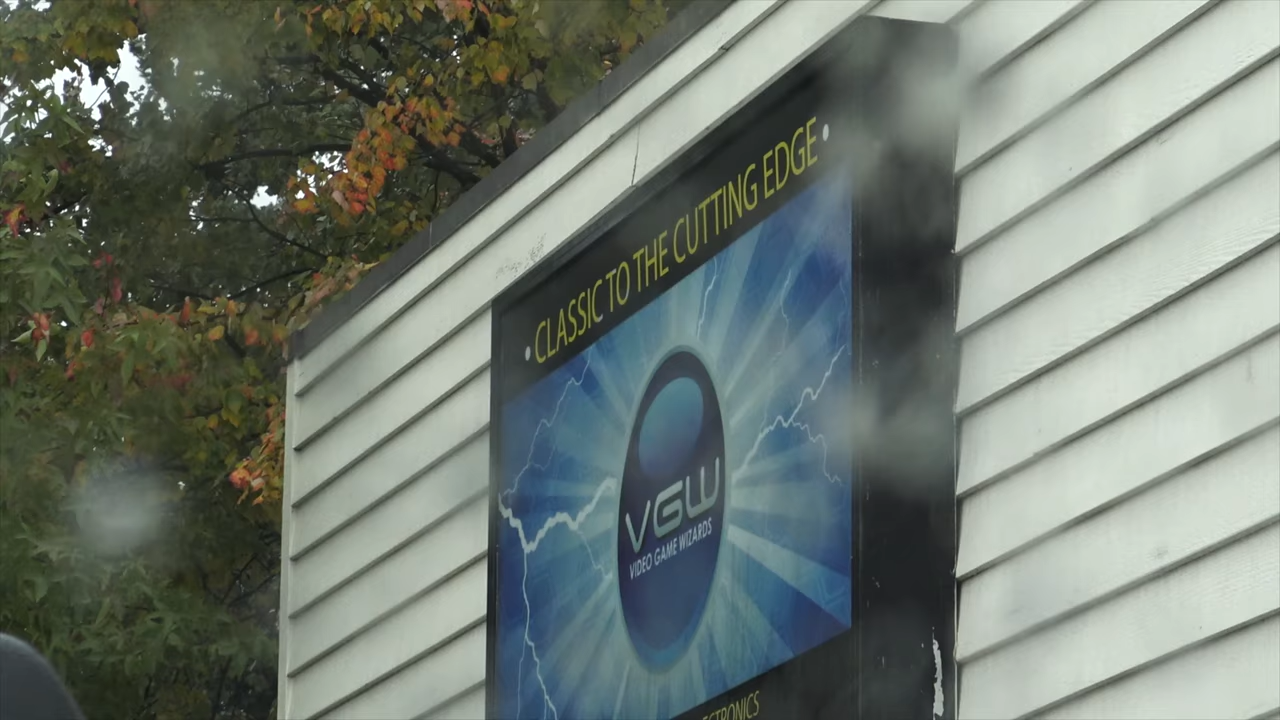 • CLASSIC TO THE CUTTING EDGE •
VGW
VIDEO GAME WIZARDS